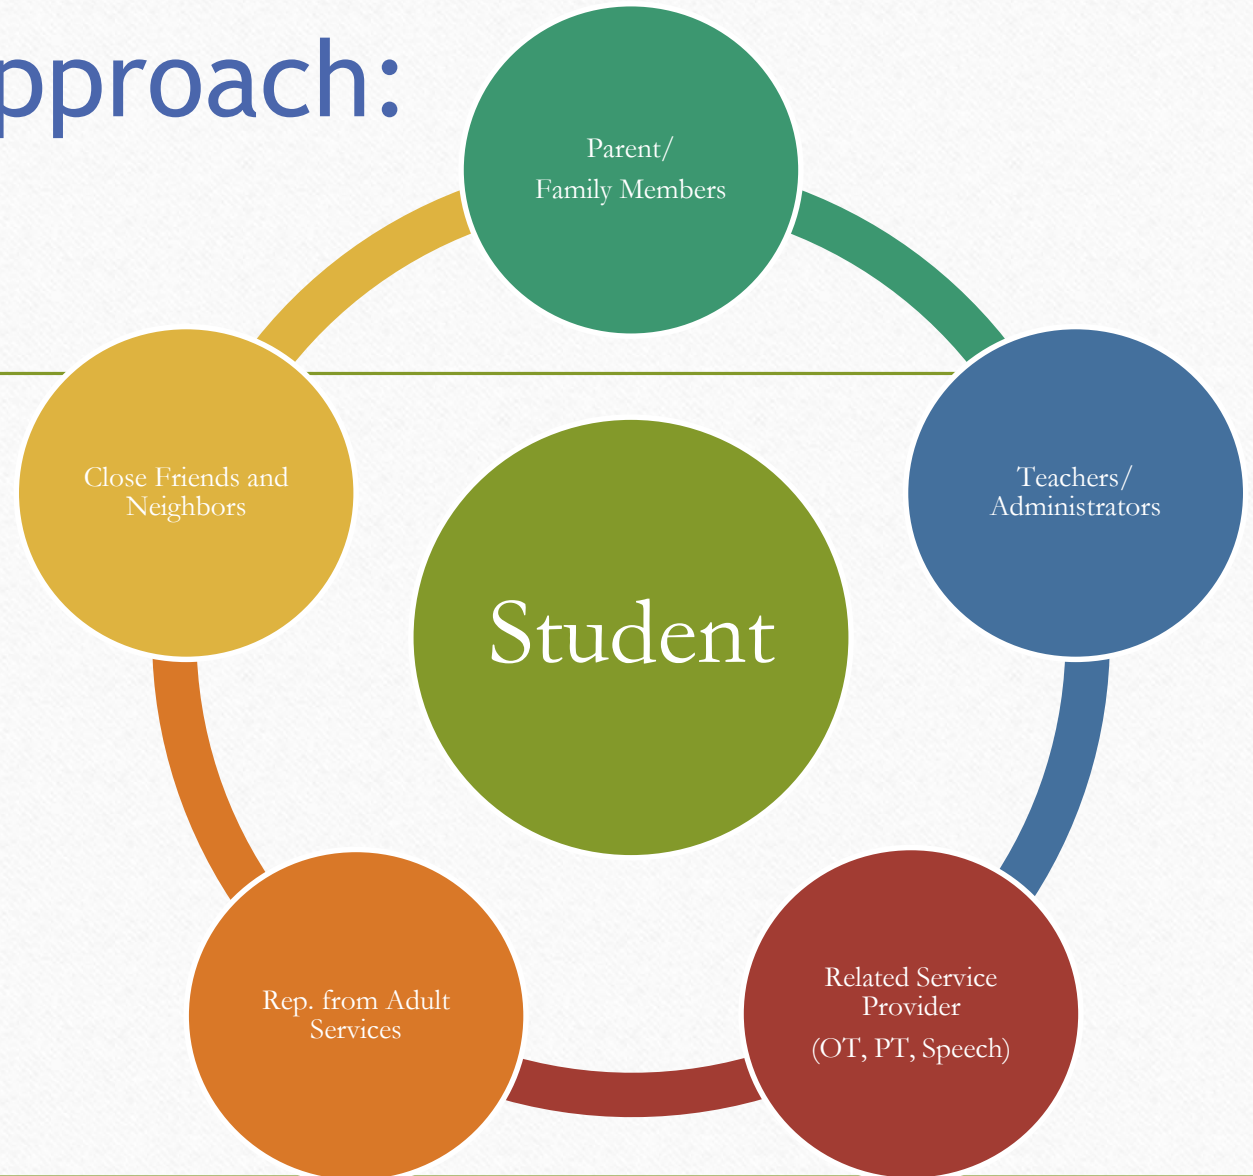 pproach:
Parent/
Family Members
Close Friends and
Neighbors
Teachers/
Administrators
Student
Related Service
Provider
(OT, PT, Speech)
Rep. from Adult
Services